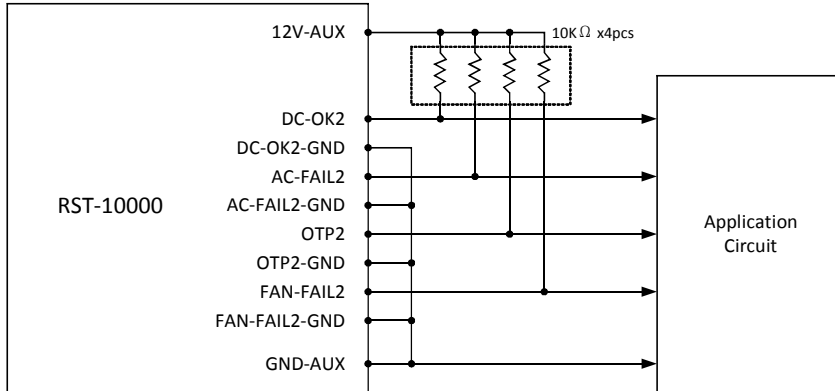 12V-AUX
10KΩ x4pcs
DC-OK2
DC-OK2-GND
AC-FAIL2
RST-10000
AC-FAIL2-GND
Application
Circuit
OTP2
OTP2-GND
FAN-FAIL2
FAN-FAIL2-GND
GND-AUX